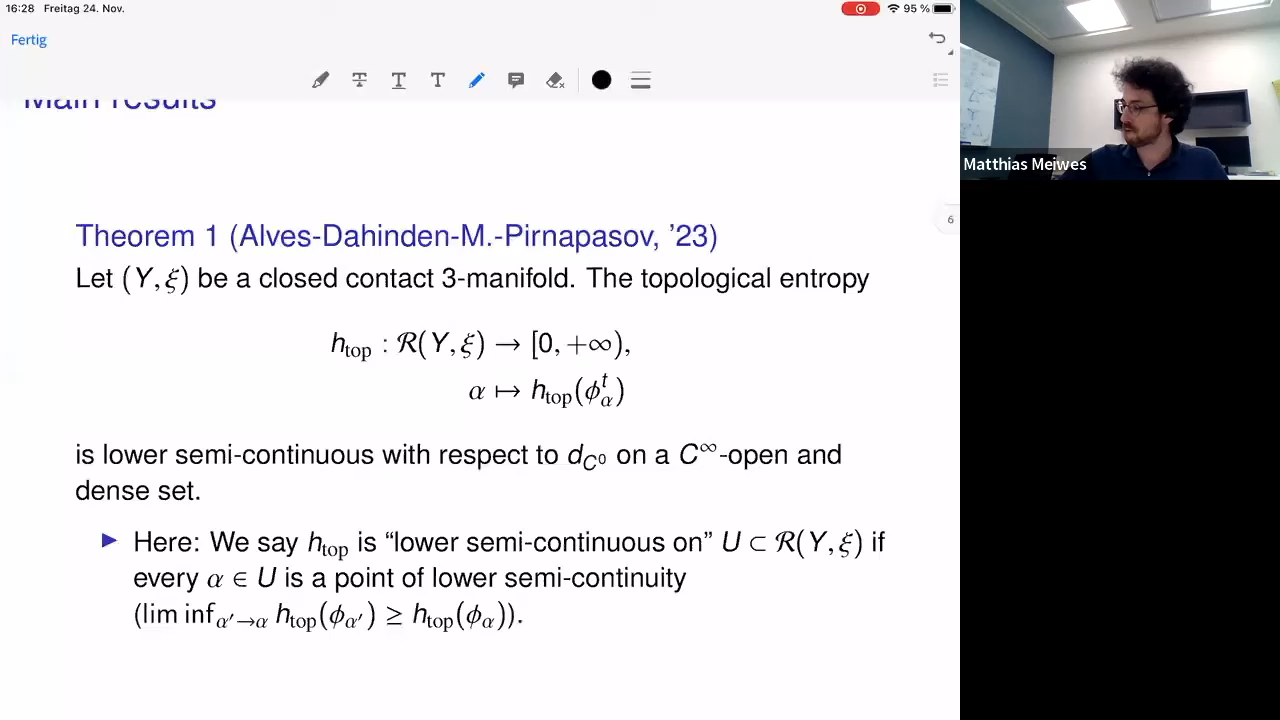 16:28 Freitag 24. Nov.
95 %
Fertig
Main results
6
Matthias Meiwes
Theorem 1 (Alves-Dahinden-M.-Pirnapasov, ’23)
Let (Y, ξ) be a closed contact 3-manifold. The topological entropy
h_top : R(Y, ξ) → [0, +∞),
α ↦ h_top(ϕ_α^t)
is lower semi-continuous with respect to d_{C^0} on a C^∞-open and
dense set.
▶ Here: We say h_top is “lower semi-continuous on” U ⊂ R(Y, ξ) if
every α ∈ U is a point of lower semi-continuity
(lim inf_{α′→α} h_top(ϕ_{α′}) ≥ h_top(ϕ_α)).